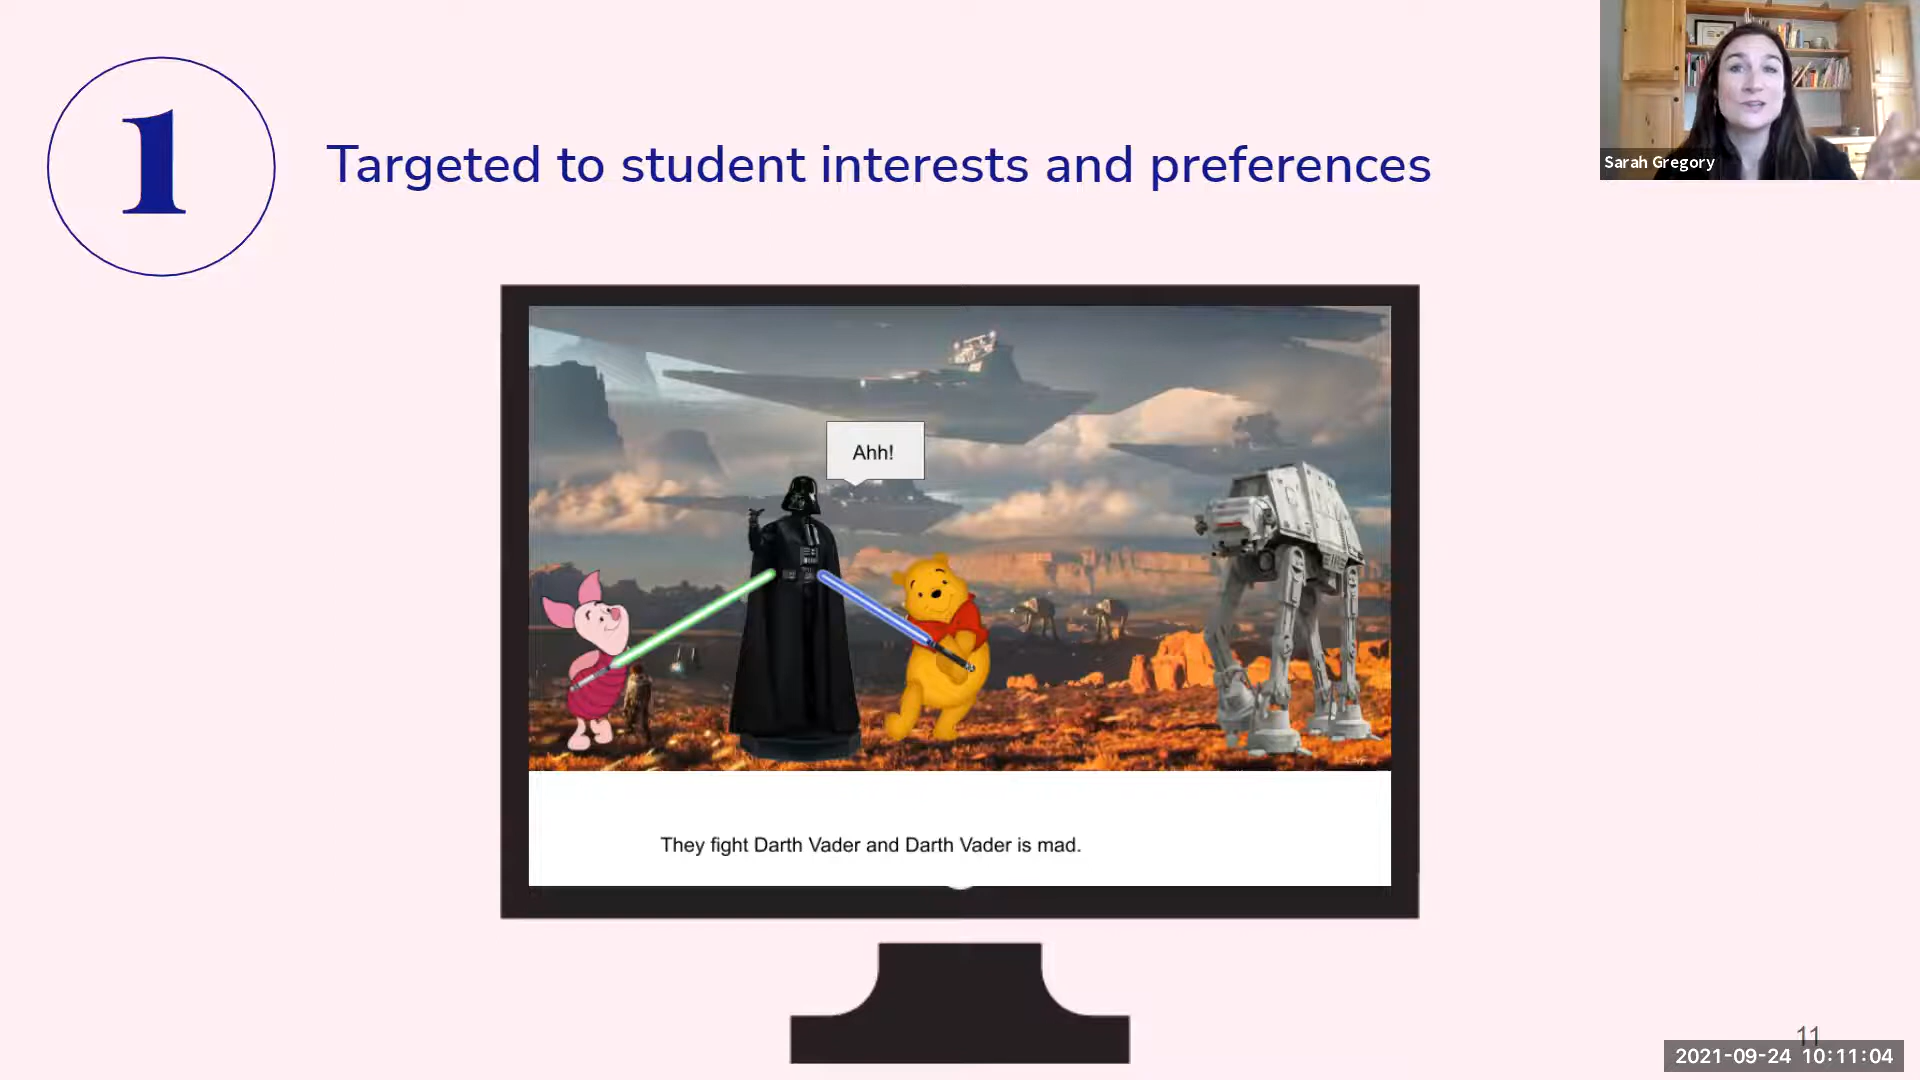 1
Targeted to student interests and preferences
Sarah Gregory
Ahh!
They fight Darth Vader and Darth Vader is mad.
11
2021-09-24 10:11:04